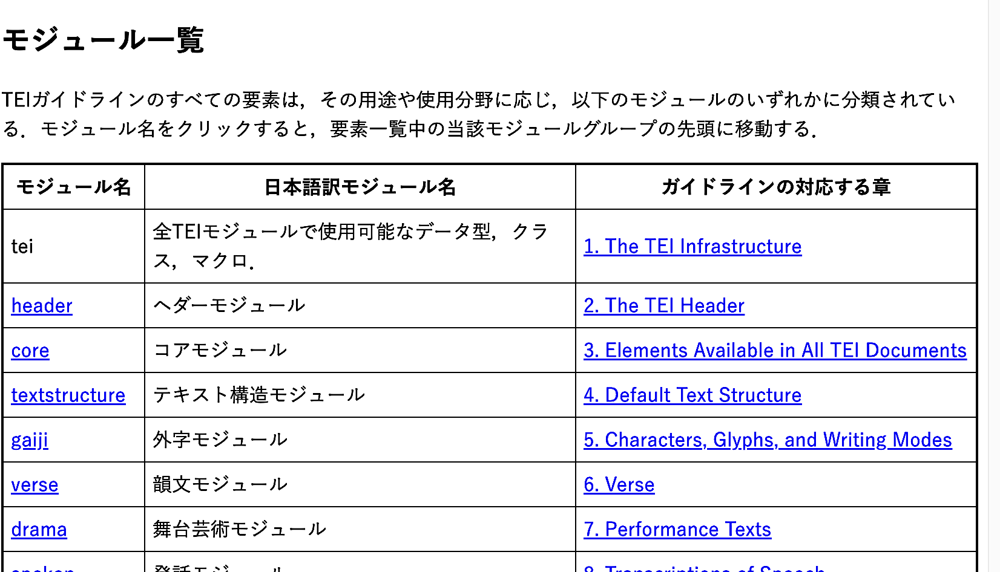 モジュール一覧
TEIガイドラインのすべての要素は，その用途や使用分野に応じ，以下のモジュールのいずれかに分類されてい
る．モジュール名をクリックすると，要素一覧中の当該モジュールグループの先頭に移動する．
モジュール名 日本語訳モジュール名 ガイドラインの対応する章
tei 全TEIモジュールで使用可能なデータ型，クラ
ス，マクロ． 1. The TEI Infrastructure
header ヘダーモジュール 2. The TEI Header
core コアモジュール 3. Elements Available in All TEI Documents
textstructure テキスト構造モジュール 4. Default Text Structure
gaiji 外字モジュール 5. Characters, Glyphs, and Writing Modes
verse 韻文モジュール 6. Verse
drama 舞台芸術モジュール 7. Performance Texts
spoken 発話モジュール 8. Transcriptions of Speech